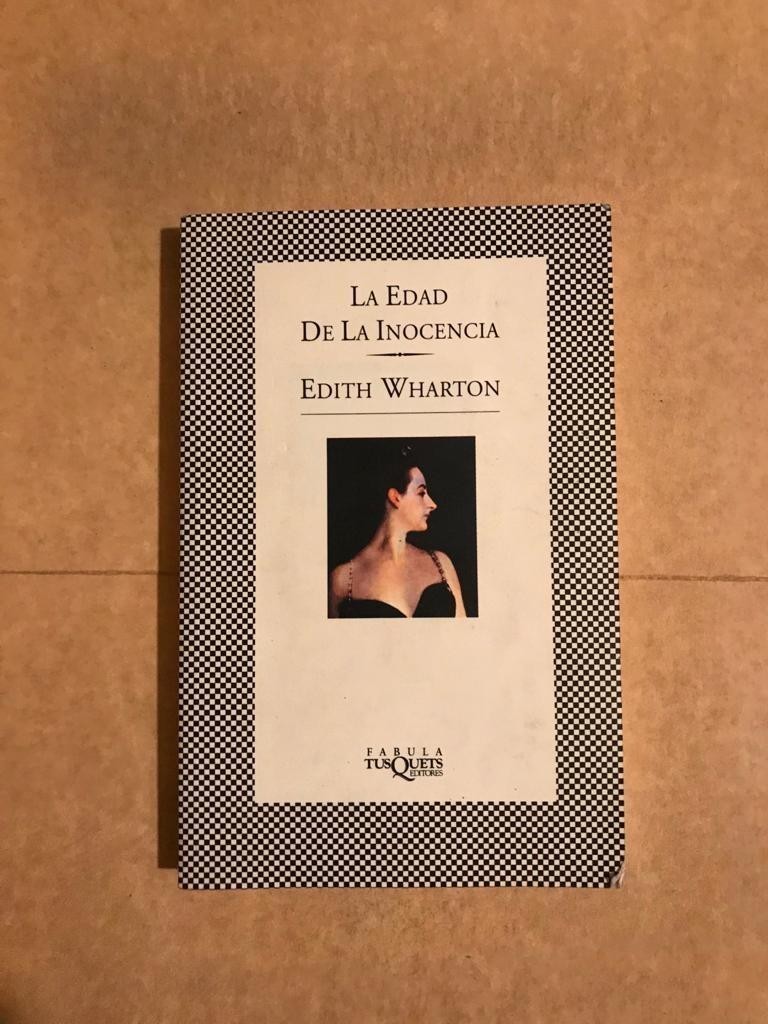 LA EDAD
DE LA INOCENCIA
EDITH WHARTON
FABULA
TUSQUETS
EDITORES